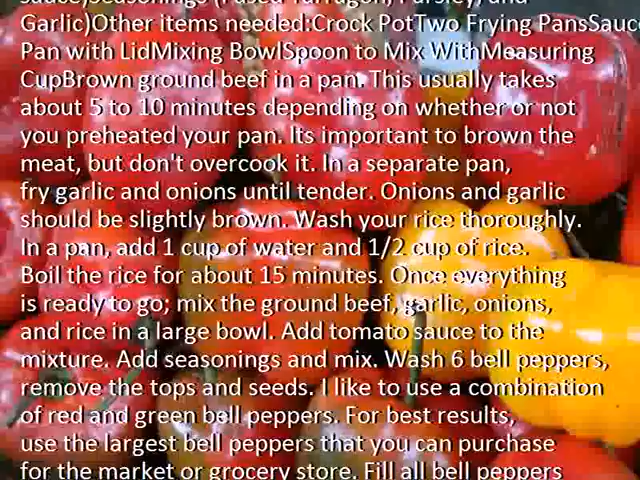 sauce)Seasonings (I used Tarragon, Parsley, and
Garlic)Other items needed:Crock PotTwo Frying PansSauce
Pan with LidMixing BowlSpoon to Mix WithMeasuring
CupBrown ground beef in a pan. This usually takes
about 5 to 10 minutes depending on whether or not
you preheated your pan. Its important to brown the
meat, but don't overcook it. In a separate pan,
fry garlic and onions until tender. Onions and garlic
should be slightly brown. Wash your rice thoroughly.
In a pan, add 1 cup of water and 1/2 cup of rice.
Boil the rice for about 15 minutes. Once everything
is ready to go; mix the ground beef, garlic, onions,
and rice in a large bowl. Add tomato sauce to the
mixture. Add seasonings and mix. Wash 6 bell peppers,
remove the tops and seeds. I like to use a combination
of red and green bell peppers. For best results,
use the largest bell peppers that you can purchase
for the market or grocery store. Fill all bell peppers